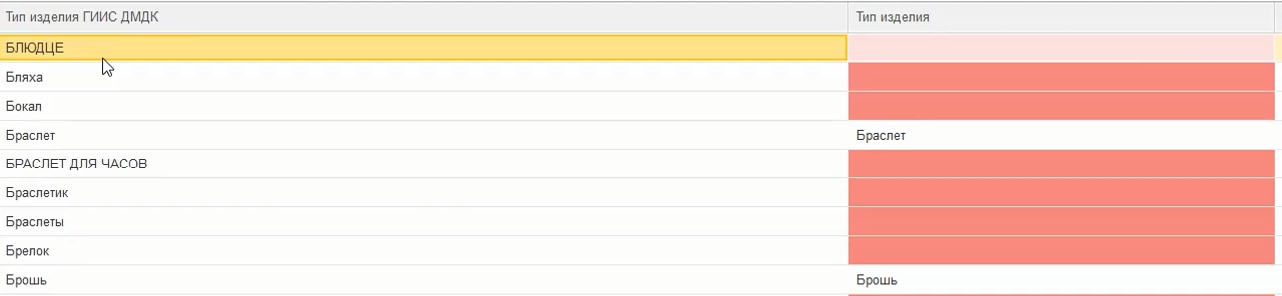 Тип изделия ГИИС ДМДК Тип изделия
БЛЮДЦЕ
Бляха
Бокал
Браслет Браслет
БРАСЛЕТ ДЛЯ ЧАСОВ
Браслетик
Браслеты
Брелок
Брошь Брошь